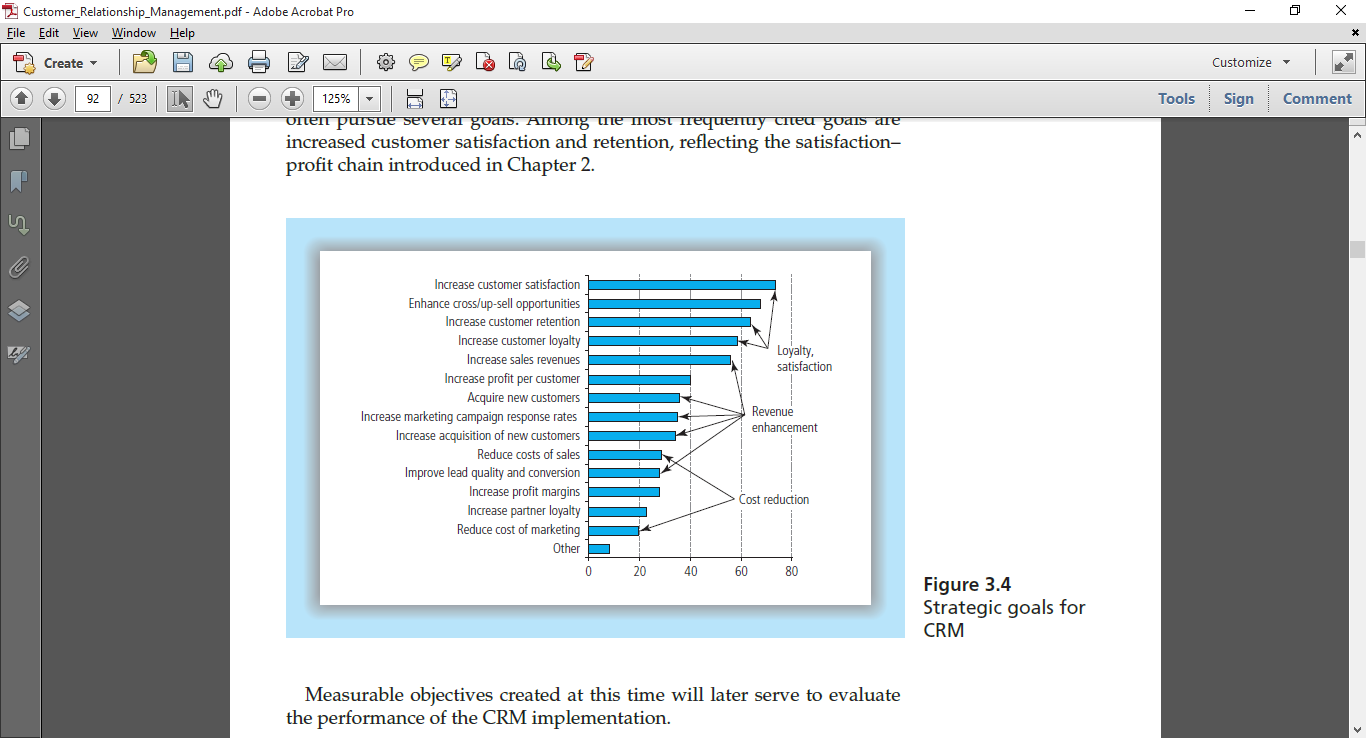 Customer_Relationship_Management.pdf - Adobe Acrobat Pro
File Edit View Window Help
Create Customize
92 / 523 125% Tools Sign Comment
often pursue several goals. Among the most frequently cited goals are
increased customer satisfaction and retention, reflecting the satisfaction–
profit chain introduced in Chapter 2.
Increase customer satisfaction
Enhance cross/up-sell opportunities
Increase customer retention
Increase customer loyalty
Increase sales revenues
Increase profit per customer
Acquire new customers
Increase marketing campaign response rates
Increase acquisition of new customers
Reduce costs of sales
Improve lead quality and conversion
Increase profit margins
Increase partner loyalty
Reduce cost of marketing
Other
0 20 40 60 80
Loyalty,
satisfaction
Revenue
enhancement
Cost reduction
Figure 3.4
Strategic goals for
CRM
Measurable objectives created at this time will later serve to evaluate
the performance of the CRM implementation.